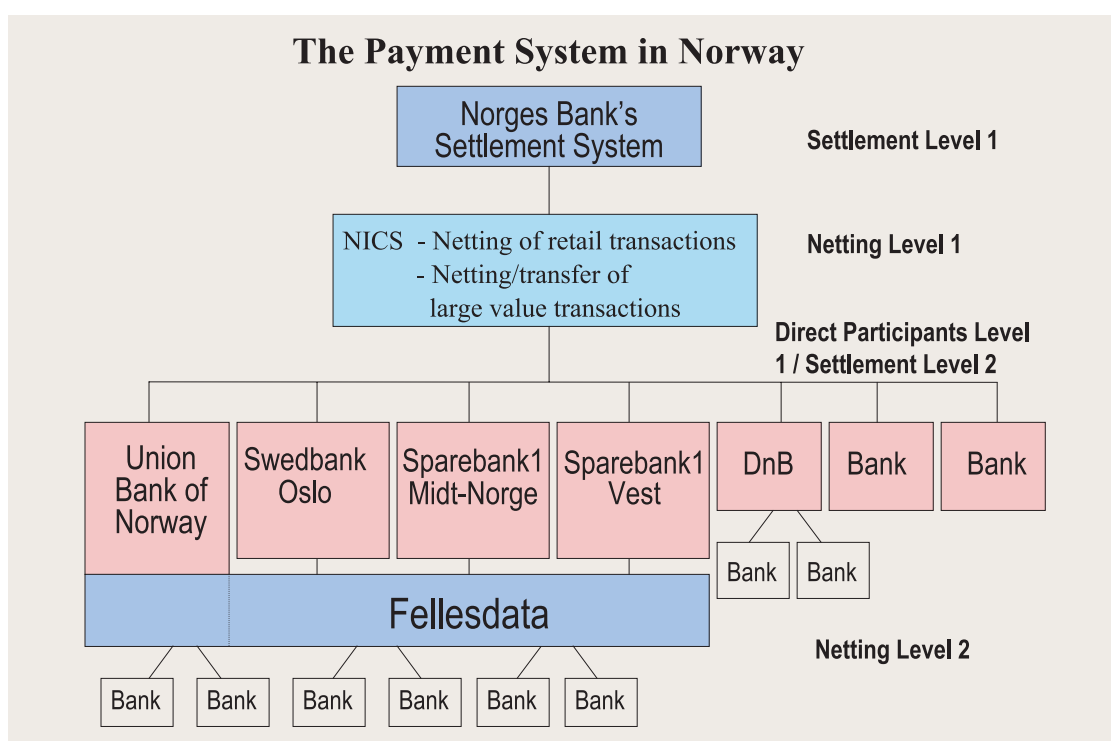 The Payment System in Norway
Norges Bank's
Settlement System
Settlement Level 1
NICS - Netting of retail transactions
- Netting/transfer of
large value transactions
Netting Level 1
Direct Participants Level
1 / Settlement Level 2
Union
Bank of
Norway
Swedbank
Oslo
Sparebank1
Midt-Norge
Sparebank1
Vest
DnB
Bank
Bank
Bank
Bank
Fellesdata
Netting Level 2
Bank
Bank
Bank
Bank
Bank
Bank